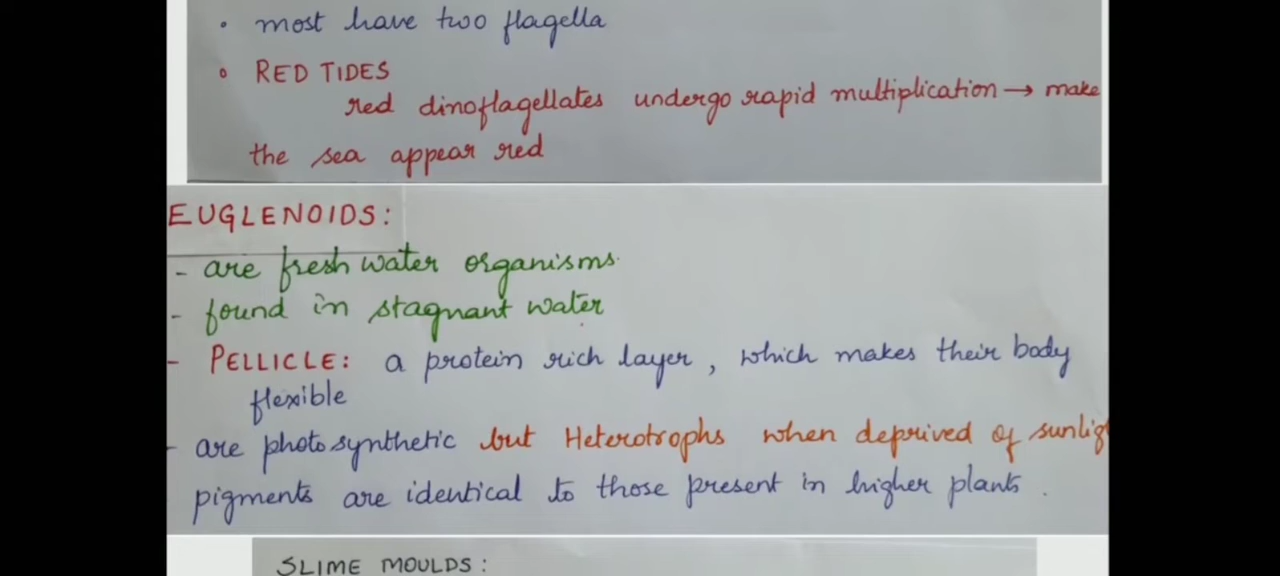 • most have two flagella
• RED TIDES
red dinoflagellates undergo rapid multiplication → make
the sea appear red
EUGLENOIDS:
- are fresh water organisms.
- found in stagnant water
- PELLICLE: a protein rich layer, which makes their body
flexible
- are photosynthetic but Heterotrophs when deprived of sunlig
pigments are identical to those present in higher plants.
SLIME MOULDS: